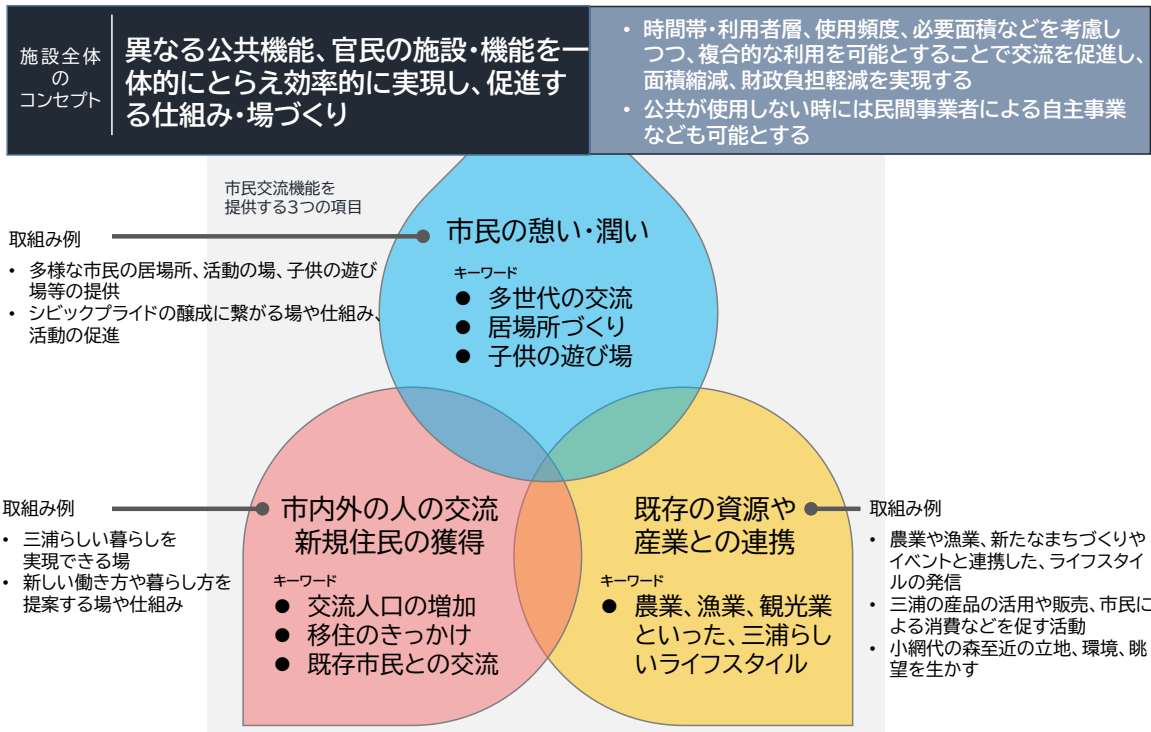 施設全体
の
コンセプト
異なる公共機能、官民の施設・機能を一
体的にとらえ効率的に実現し、促進す
る仕組み・場づくり
• 時間帯・利用者層、使用頻度、必要面積などを考慮し
つつ、複合的な利用を可能とすることで交流を促進し、
面積縮減、財政負担軽減を実現する
• 公共が使用しない時には民間事業者による自主事業
なども可能とする
市民交流機能を
提供する3つの項目
取組み例
• 多様な市民の居場所、活動の場、子供の遊び
場等の提供
• シビックプライドの醸成に繋がる場や仕組み、
活動の促進
市民の憩い・潤い
キーワード
● 多世代の交流
● 居場所づくり
● 子供の遊び場
取組み例
• 三浦らしい暮らしを
実現できる場
• 新しい働き方や暮らし方を
提案する場や仕組み
市内外の人の交流
新規住民の獲得
キーワード
● 交流人口の増加
● 移住のきっかけ
● 既存市民との交流
既存の資源や
産業との連携
キーワード
● 農業、漁業、観光業
といった、三浦らし
いライフスタイル
取組み例
• 農業や漁業、新たなまちづくりや
イベントと連携した、ライフスタイ
ルの発信
• 三浦の産品の活用や販売、市民に
よる消費などを促す活動
• 小網代の森至近の立地、環境、眺
望を生かす